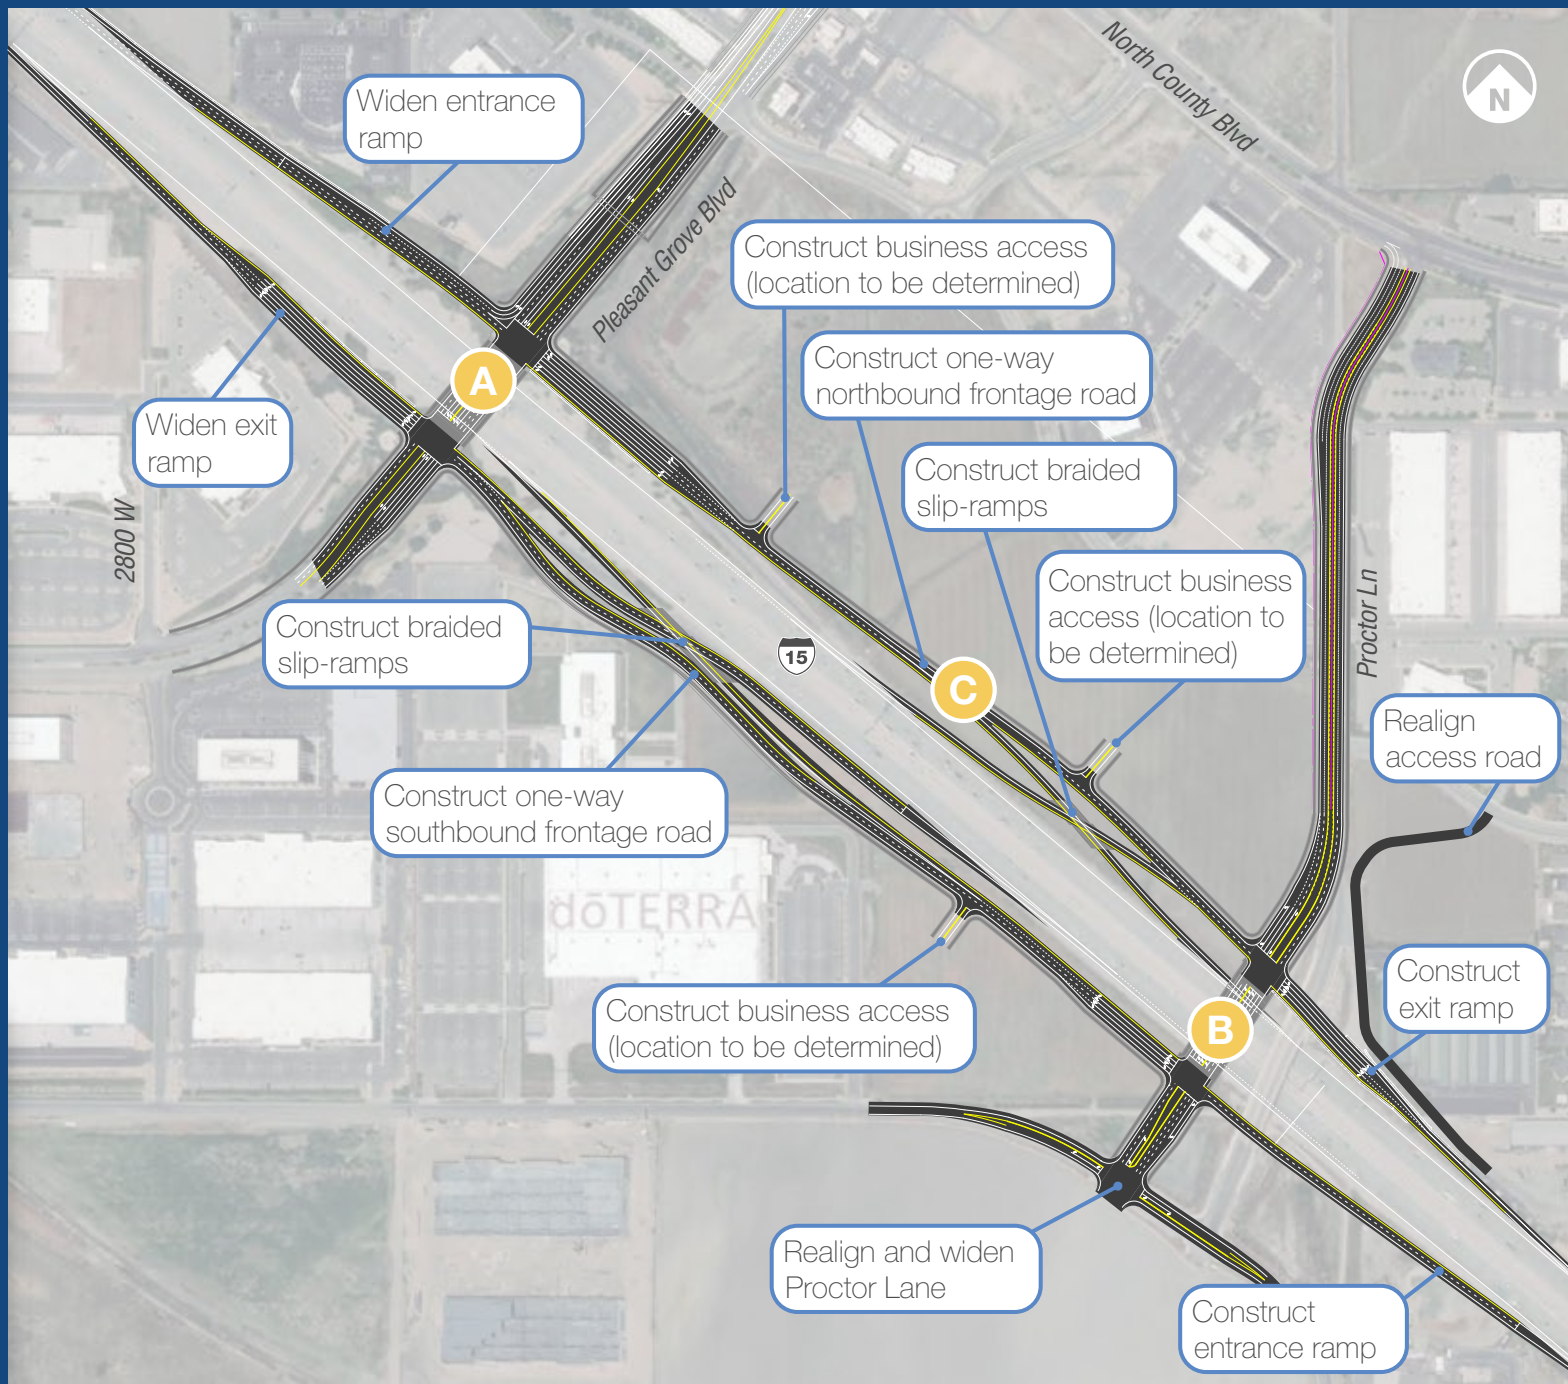 North County Blvd
N
Widen entrance
ramp
Pleasant Grove Blvd
Construct business access
(location to be determined)
Construct one-way
northbound frontage road
A
Widen exit
ramp
Construct braided
slip-ramps
2800 W
Construct business
access (location to
be determined)
Proctor Ln
Construct braided
slip-ramps
15
C
Realign
access road
Construct one-way
southbound frontage road
dōTERRA
Construct
exit ramp
Construct business access
(location to be determined)
B
Realign and widen
Proctor Lane
Construct
entrance ramp